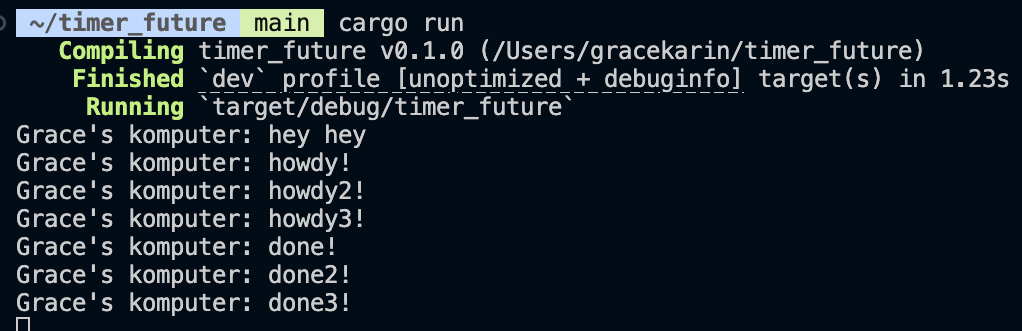 ~/timer_future main cargo run
Compiling timer_future v0.1.0 (/Users/gracekarin/timer_future)
Finished `dev` profile [unoptimized + debuginfo] target(s) in 1.23s
Running `target/debug/timer_future`
Grace's komputer: hey hey
Grace's komputer: howdy!
Grace's komputer: howdy2!
Grace's komputer: howdy3!
Grace's komputer: done!
Grace's komputer: done2!
Grace's komputer: done3!